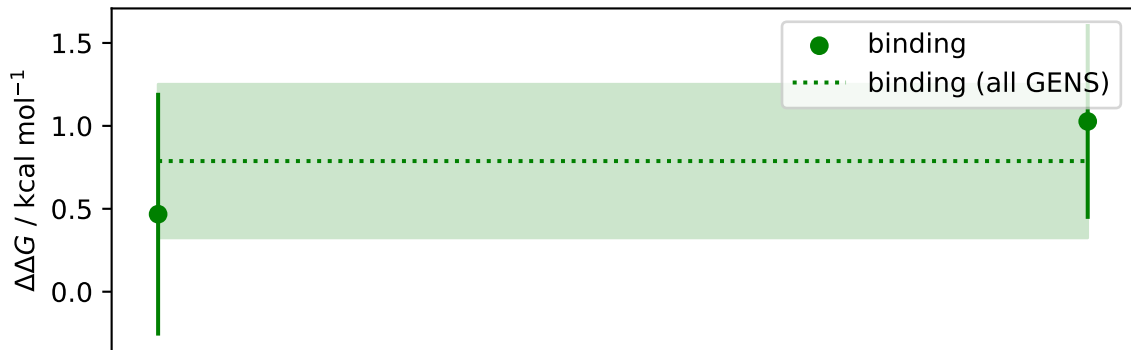 ΔΔG / kcal mol⁻¹
1.5
1.0
0.5
0.0
binding
binding (all GENS)